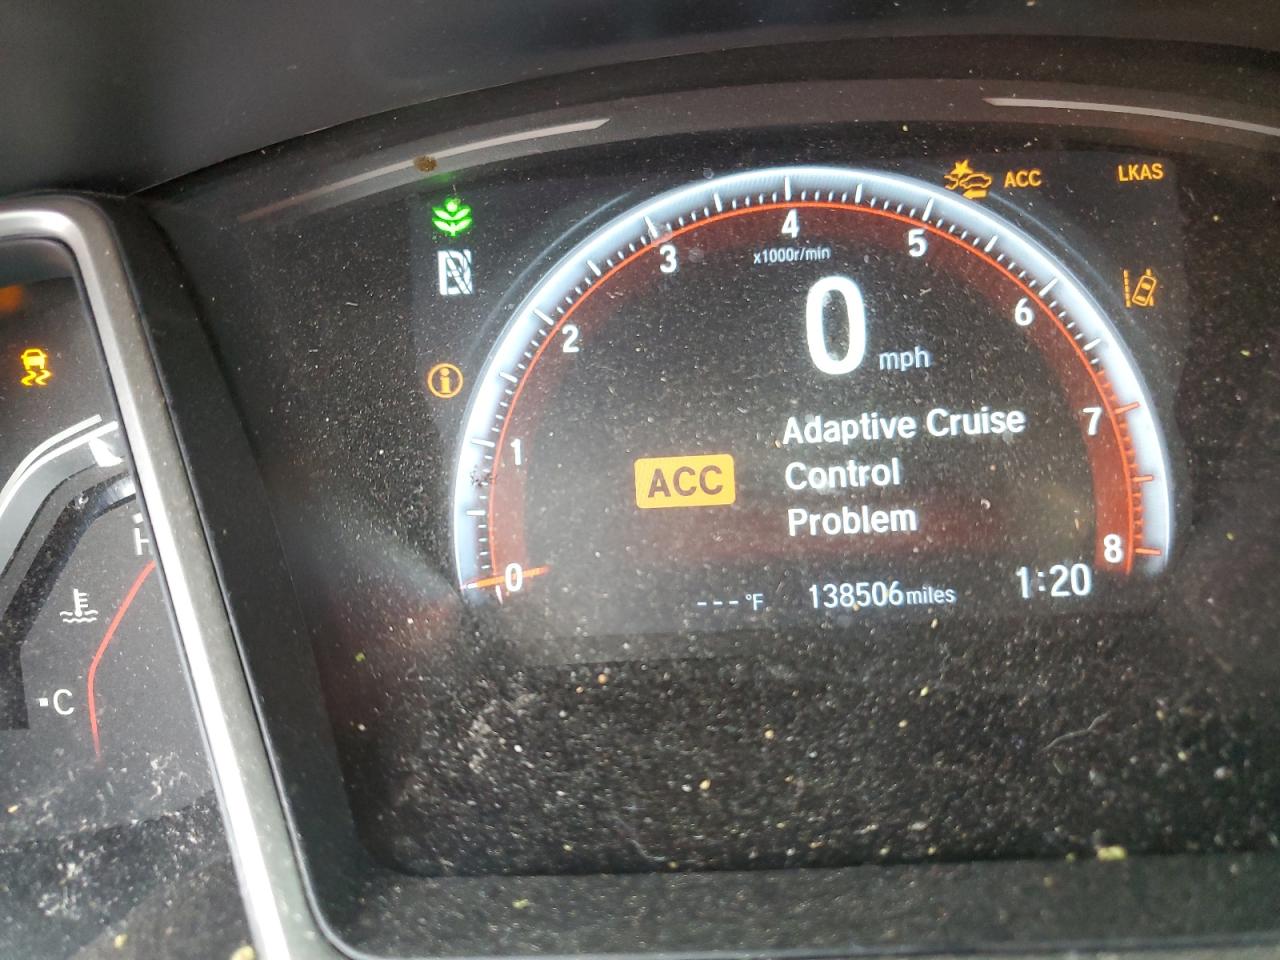 ACC
LKAS
4
x1000r/min
3
5
2
6
0
mph
1
7
Adaptive Cruise
ACC
Control
Problem
0
8
---°F
138506 miles
1:20
H
C